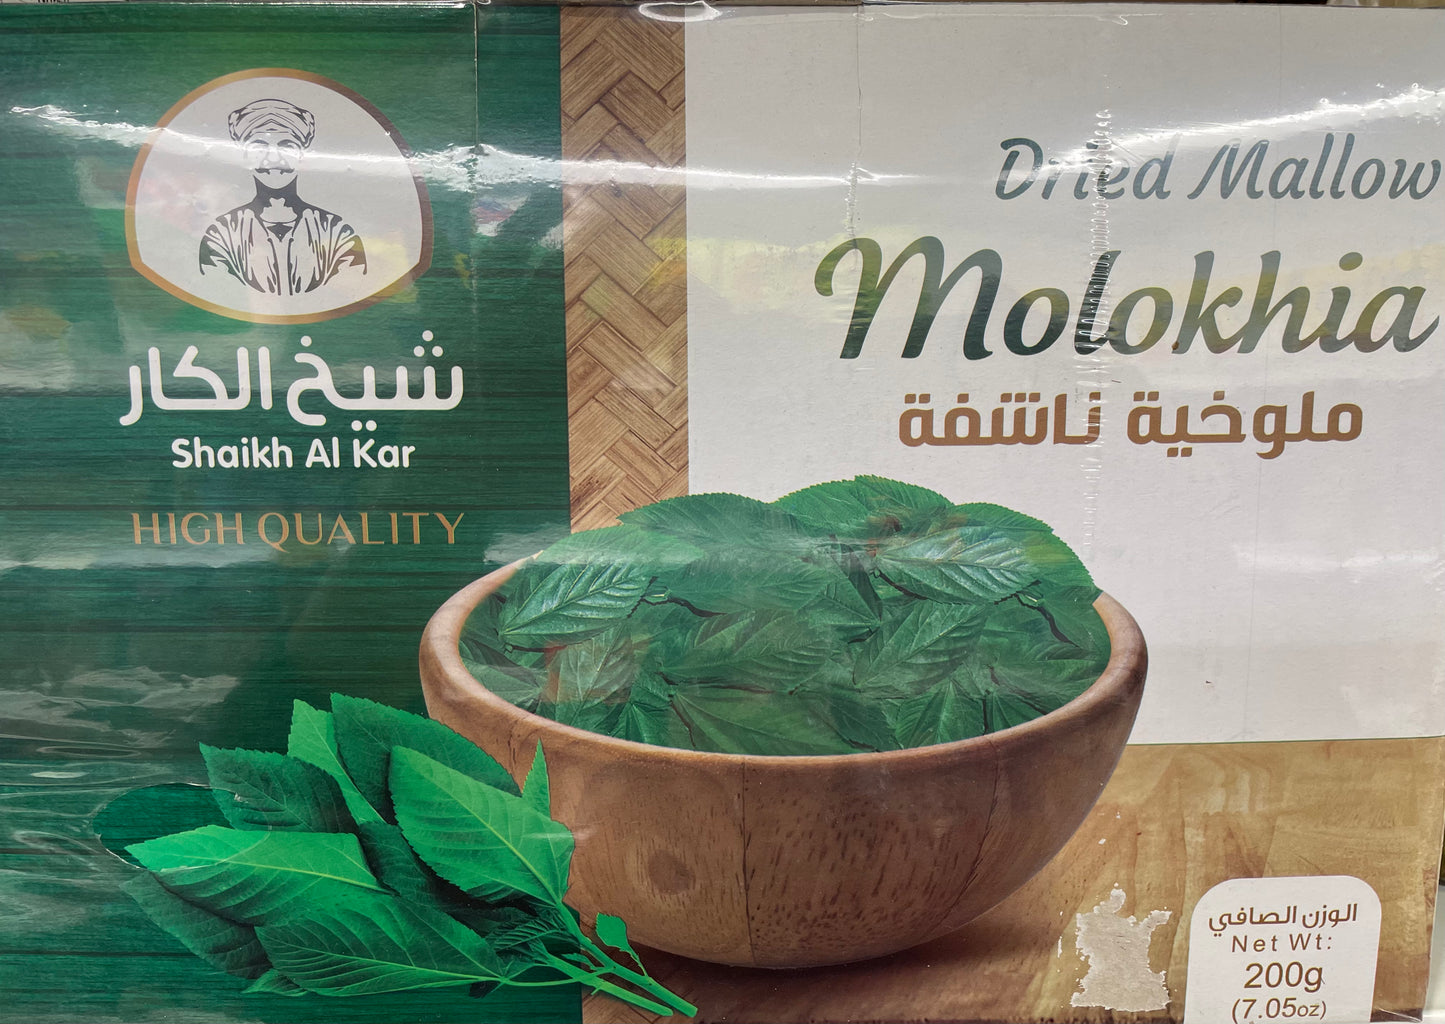 شيخ الكار
Shaikh Al Kar
HIGH QUALITY
Dried Mallow
Molokhia
ملوخية ناشفة
الوزن الصافي
Net Wt:
200g
(7.05oz)